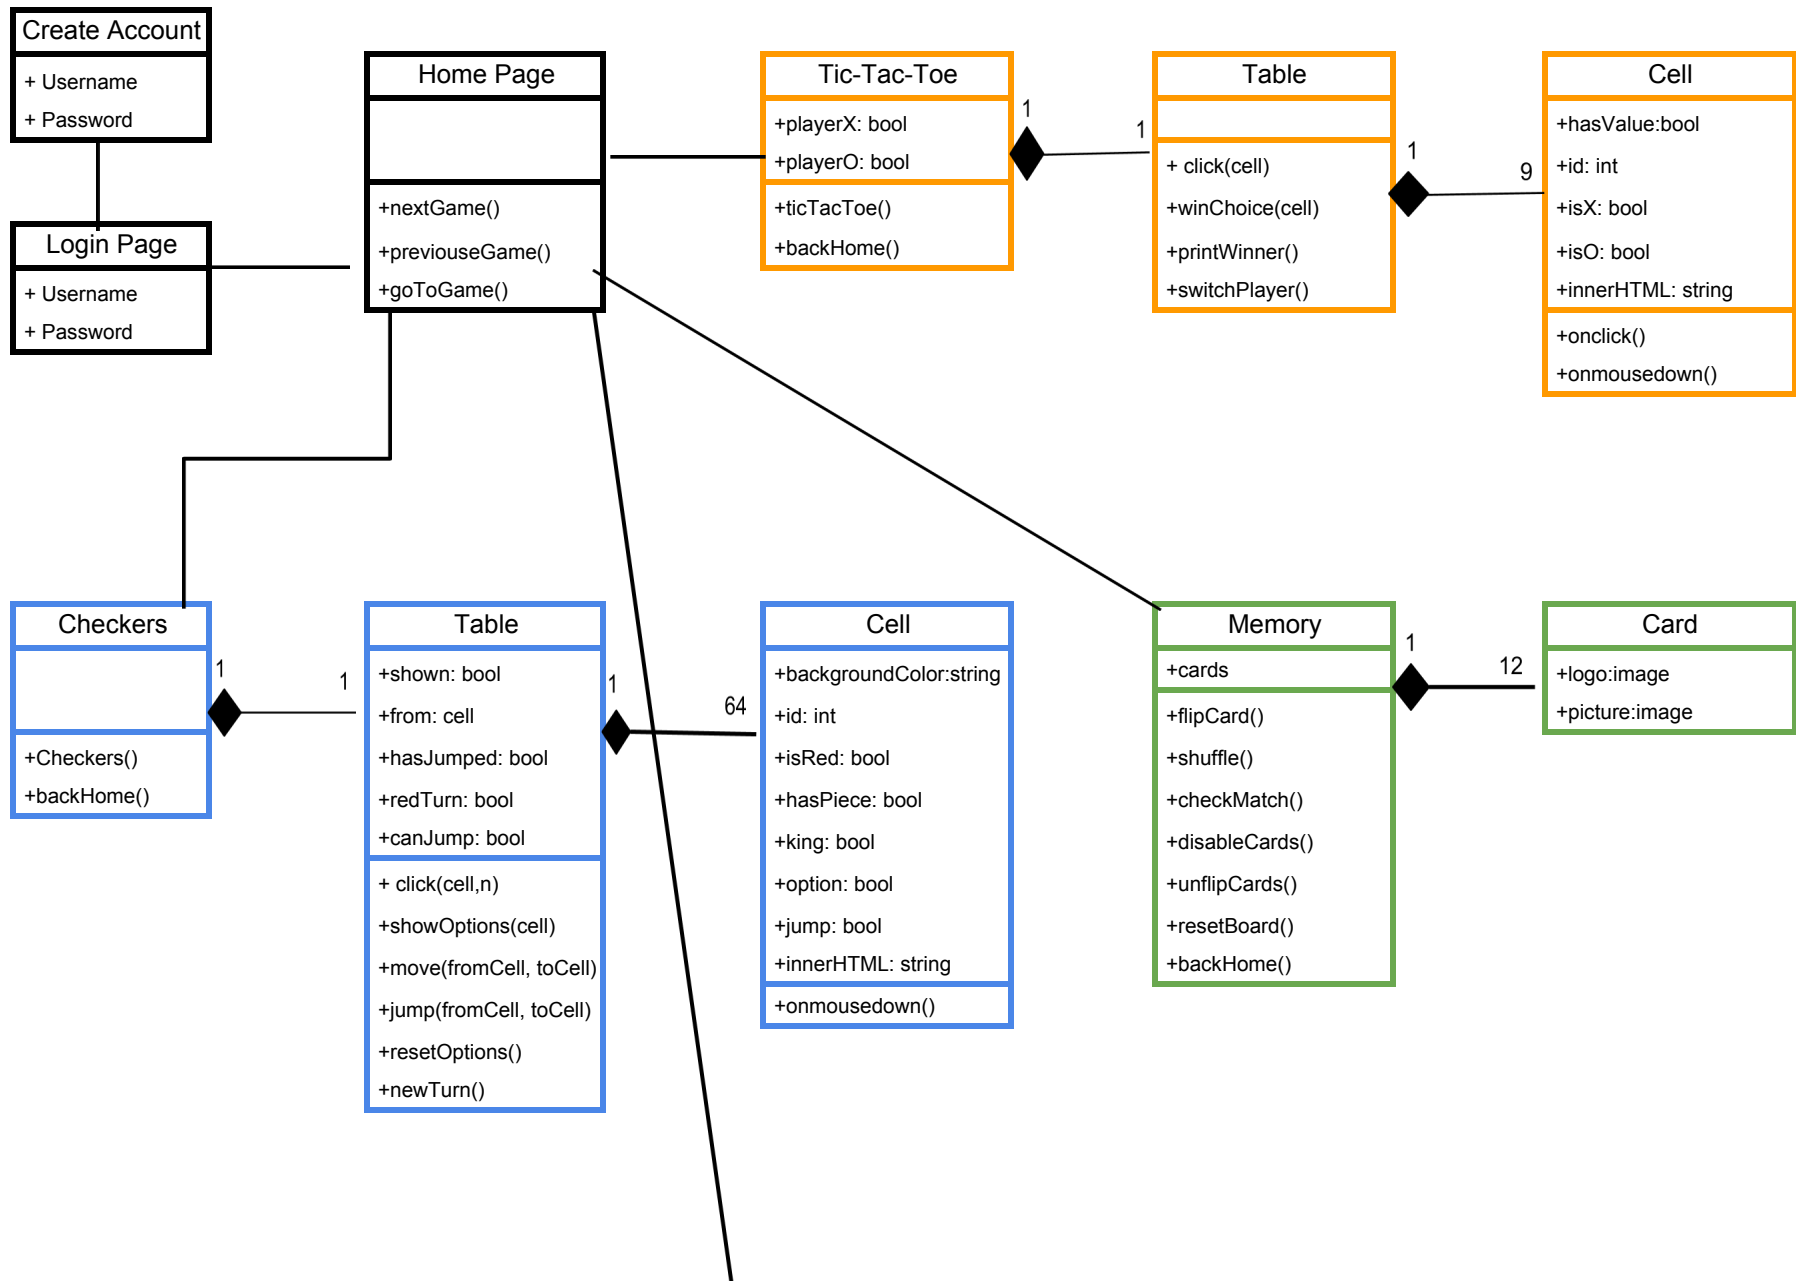 Create Account
+ Username
+ Password
Login Page
+ Username
+ Password
Home Page
+nextGame()
+previouseGame()
+goToGame()
Tic-Tac-Toe
+playerX: bool
+playerO: bool
+ticTacToe()
+backHome()
1
1
Table
+ click(cell)
+winChoice(cell)
+printWinner()
+switchPlayer()
1
9
Cell
+hasValue:bool
+id: int
+isX: bool
+isO: bool
+innerHTML: string
+onclick()
+onmousedown()
Checkers
+Checkers()
+backHome()
1
1
Table
+shown: bool
+from: cell
+hasJumped: bool
+redTurn: bool
+canJump: bool
+ click(cell,n)
+showOptions(cell)
+move(fromCell, toCell)
+jump(fromCell, toCell)
+resetOptions()
+newTurn()
1
64
Cell
+backgroundColor:string
+id: int
+isRed: bool
+hasPiece: bool
+king: bool
+option: bool
+jump: bool
+innerHTML: string
+onmousedown()
Memory
+cards
+flipCard()
+shuffle()
+checkMatch()
+disableCards()
+unflipCards()
+resetBoard()
+backHome()
1
12
Card
+logo:image
+picture:image